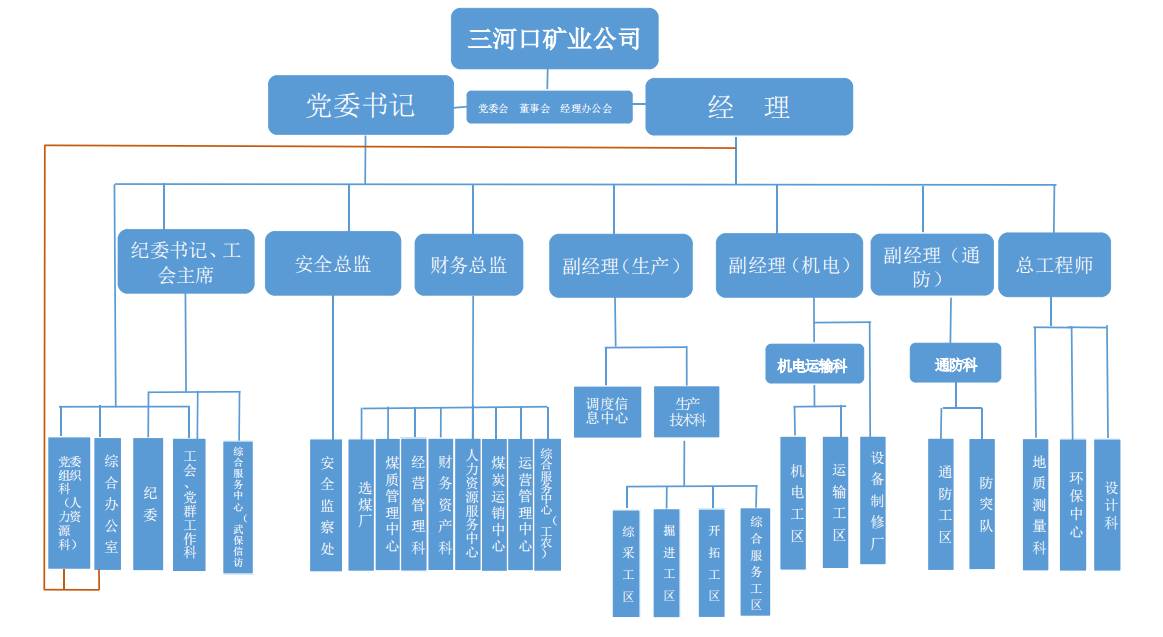 三河口矿业公司
党委书记
党委会 董事会 经理办公会
经 理
纪委书记、工
会主席
安全总监
财务总监
副经理（生产）
副经理（机电）
副经理（通
防）
总工程师
机电运输科
通防科
调度信
息中心
生产
技术科
党委
组织
科（人
力资
源
科）
综合办公室
纪委
工会、党群工作科
综合服务中心（武保信访
安全监察处
选煤厂
煤质管理中心
经营管理科
财务资产科
人力资源服务中心
煤炭运销中心
运营管理中心
综合服务中心（工农）
机电工区
运输工区
设备制修厂
通防工区
防突队
地质测量科
环保中心
设计科
综采工区
掘进工区
开拓工区
综合服务工区